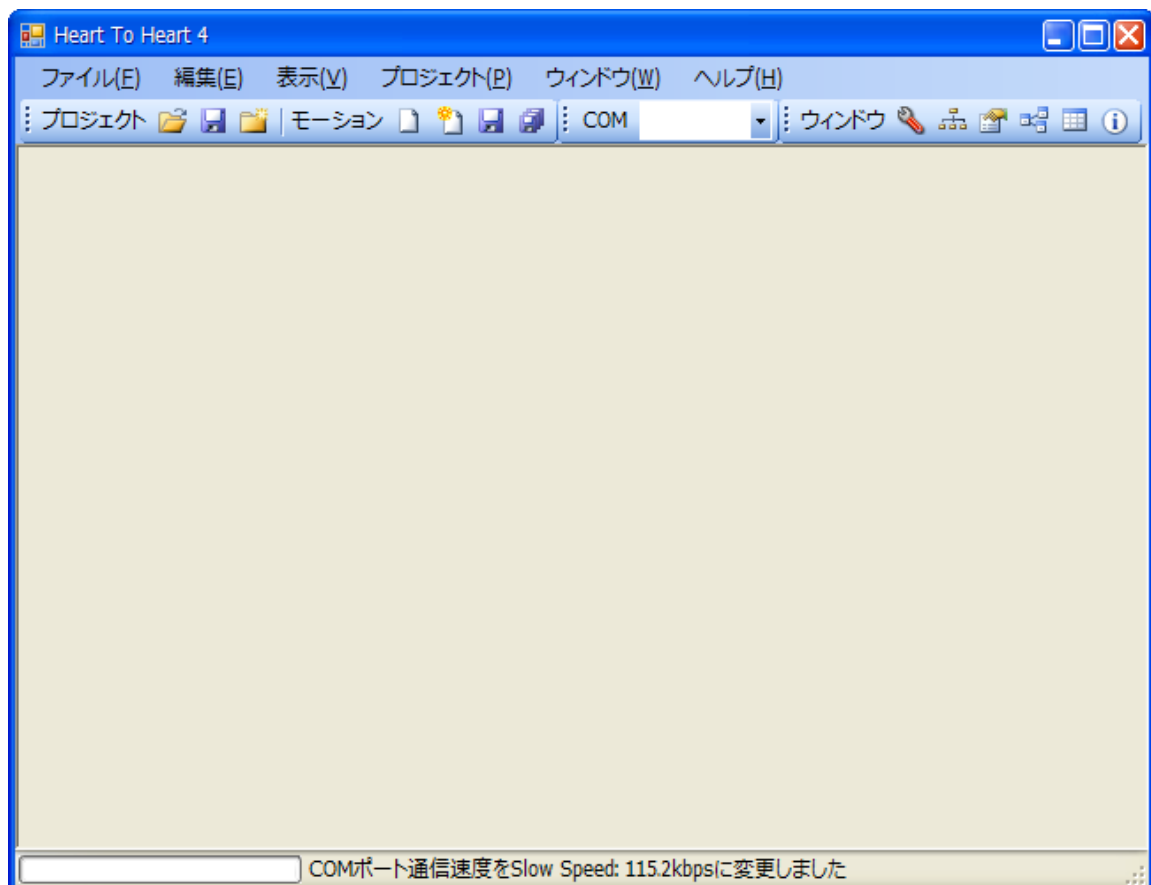 Heart To Heart 4
ファイル(F) 編集(E) 表示(V) プロジェクト(P) ウィンドウ(W) ヘルプ(H)
プロジェクト モーション COM ウィンドウ
COMポート通信速度をSlow Speed: 115.2kbpsに変更しました